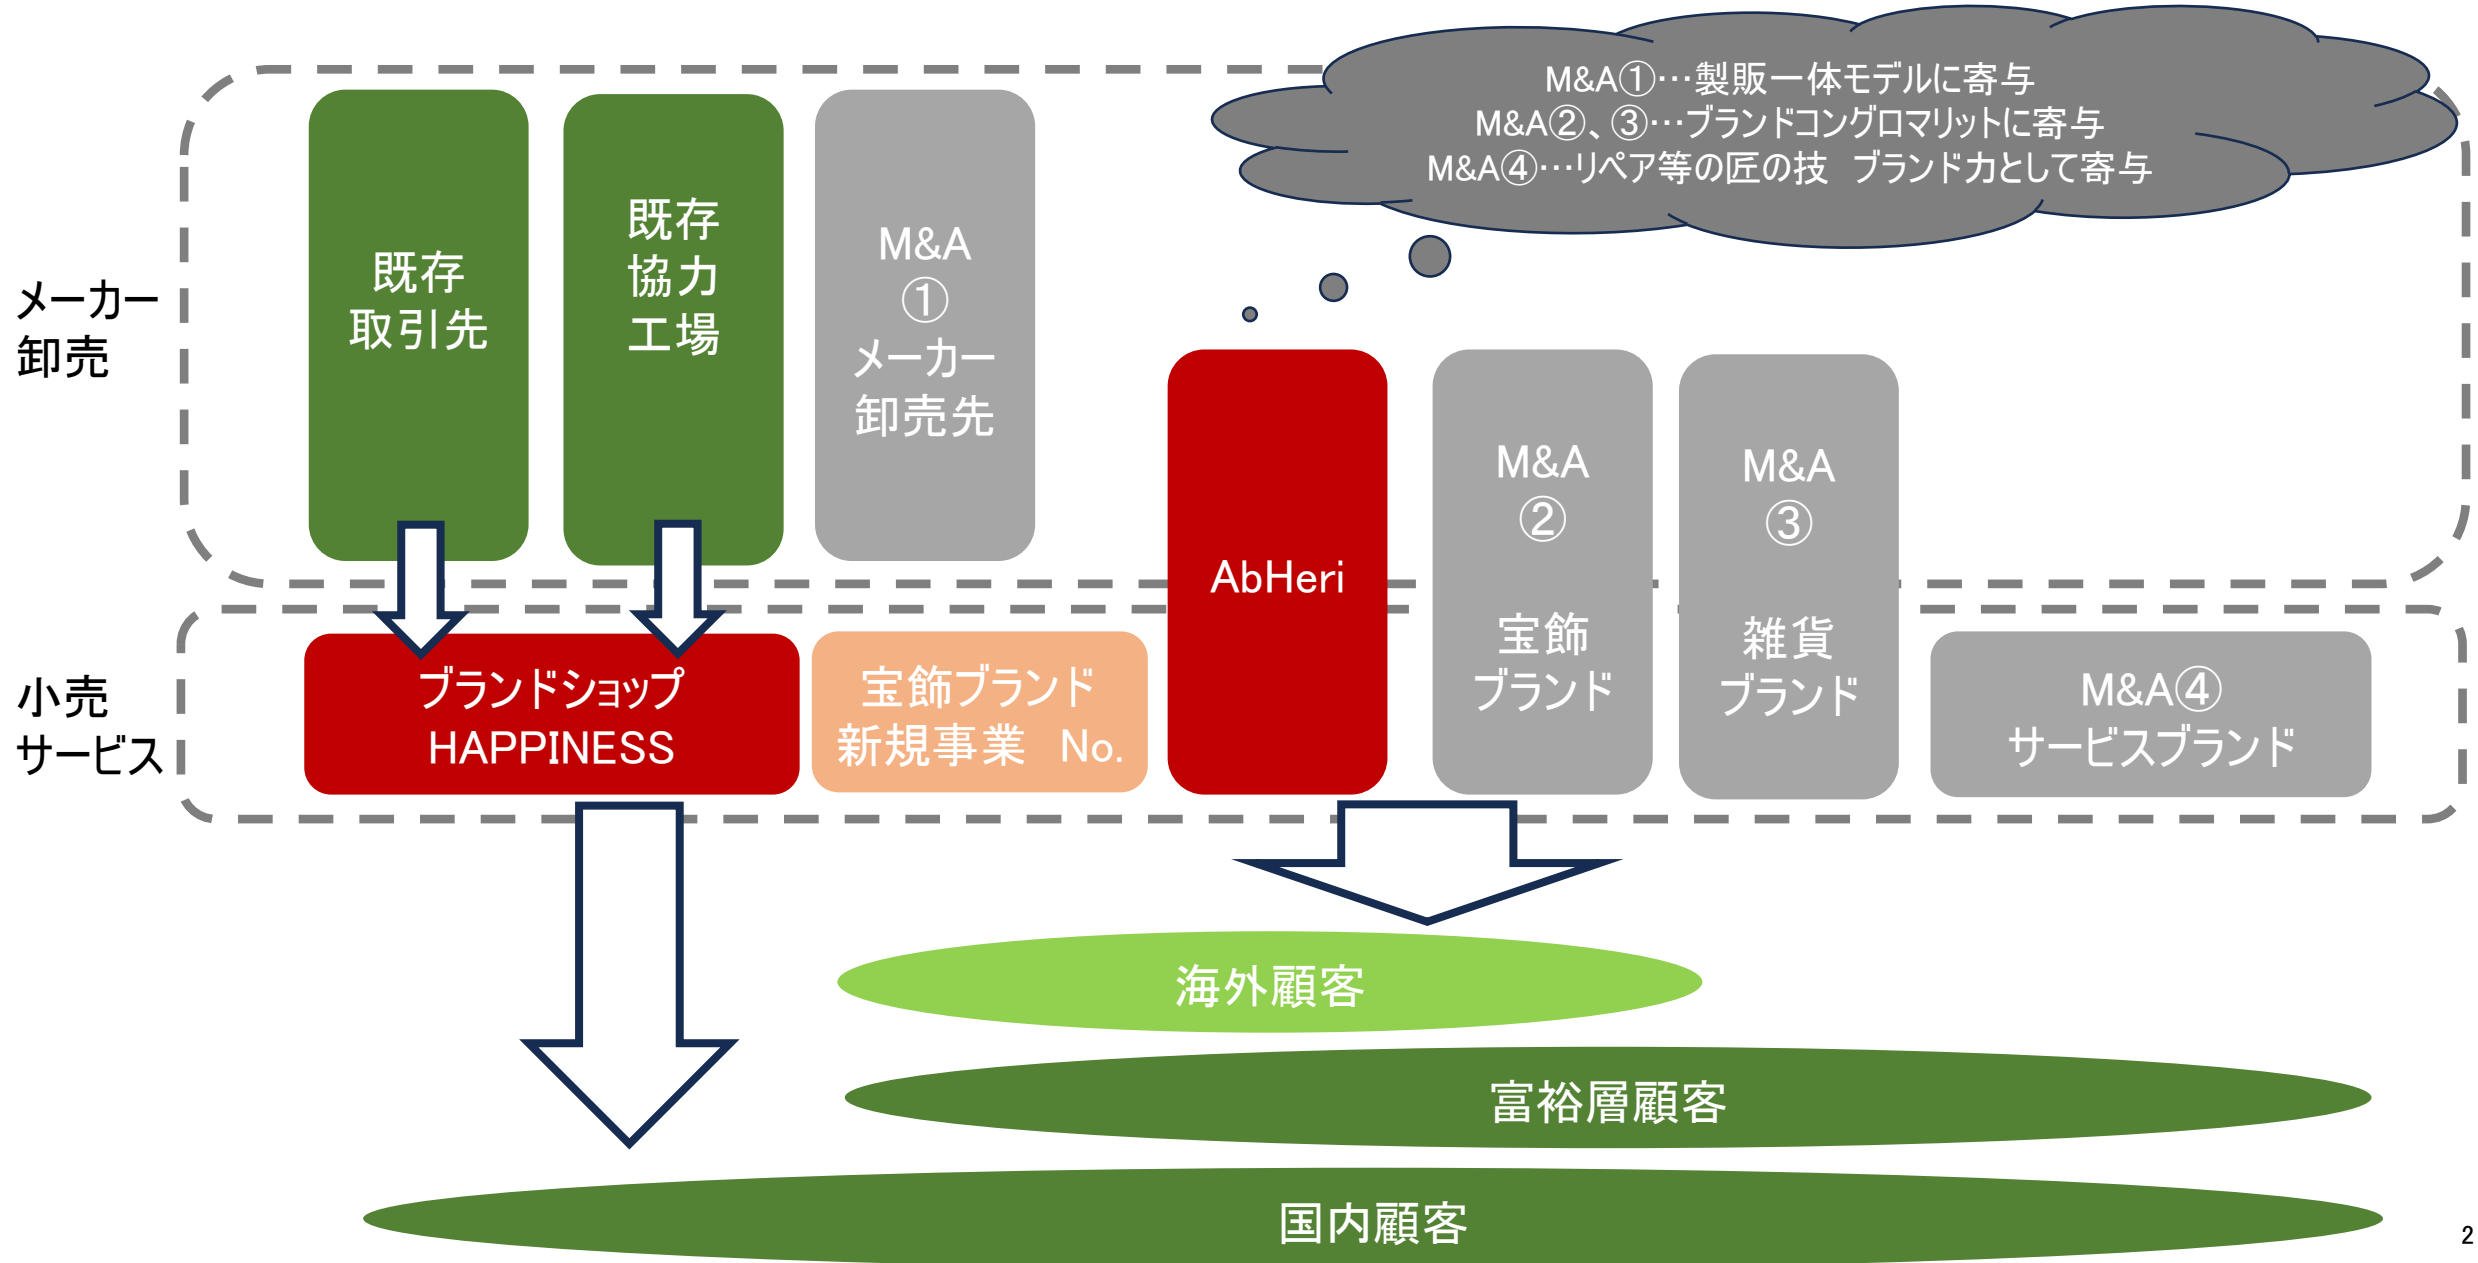 M&A①…製販一体モデルに寄与
M&A②、③…ブランドコングロマリットに寄与
M&A④…リペア等の匠の技　ブランド力として寄与
メーカー
卸売
既存
取引先
既存
協力
工場
M&A
①
メーカー
卸売先
AbHeri
M&A
②
宝飾
ブランド
M&A
③
雑貨
ブランド
小売
サービス
ブランドショップ
HAPPINESS
宝飾ブランド
新規事業　No.
M&A④
サービスブランド
海外顧客
富裕層顧客
国内顧客
2